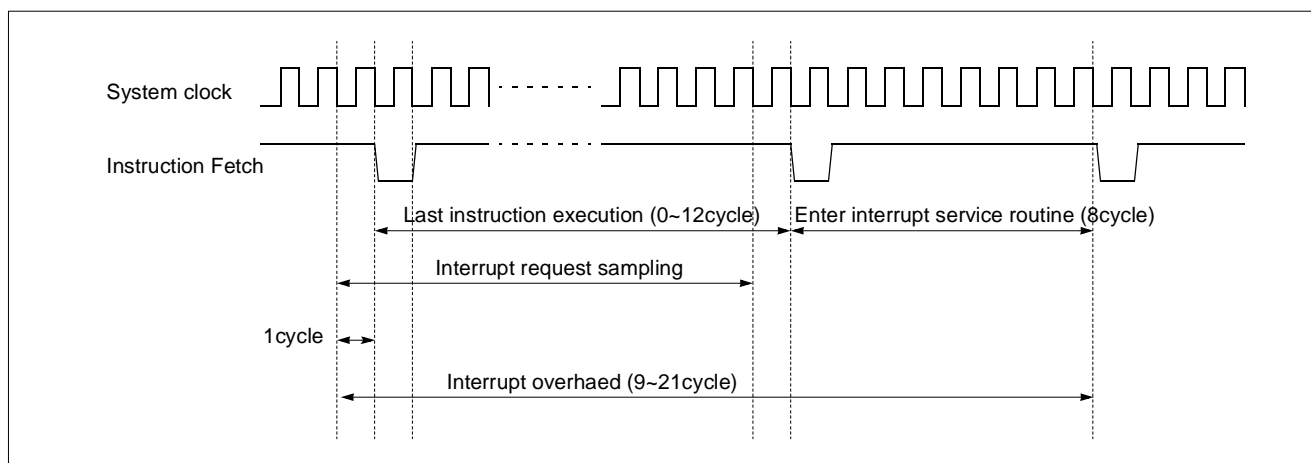 System clock
Instruction Fetch
Last instruction execution (0~12cycle)
Enter interrupt service routine (8cycle)
Interrupt request sampling
1cycle
Interrupt overhaed (9~21cycle)